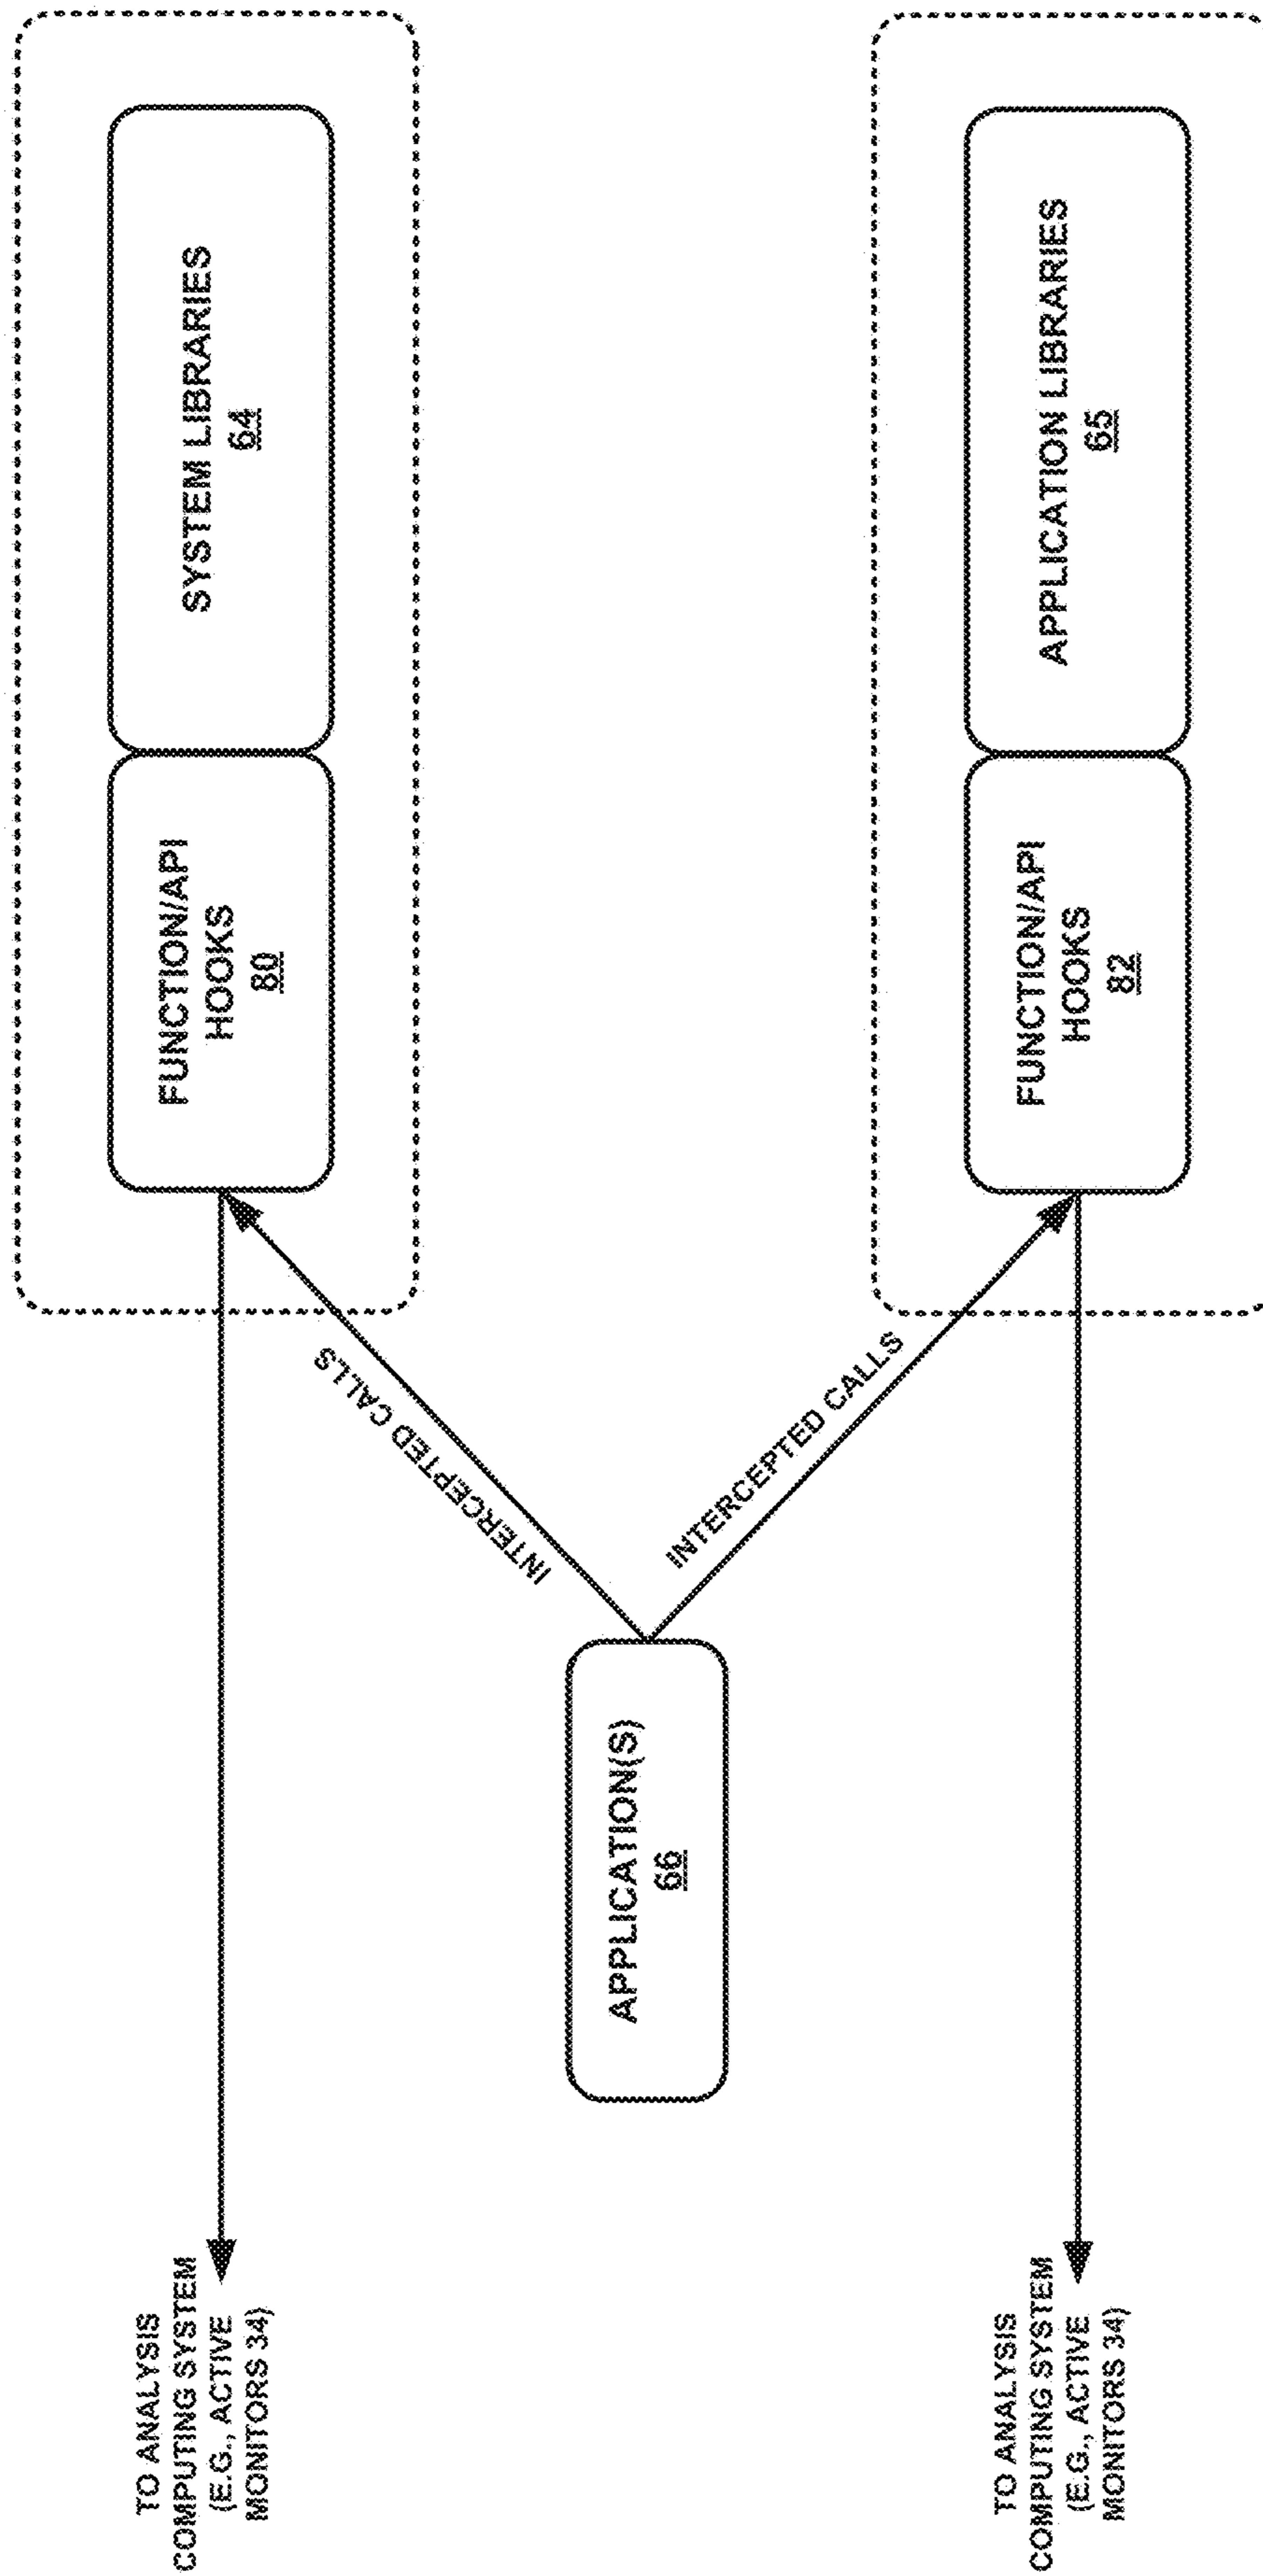 TO ANALYSIS
COMPUTING SYSTEM
(E.G., ACTIVE
MONITORS 34)
INTERCEPTED CALLS
FUNCTION/API
HOOKS
80
SYSTEM LIBRARIES
64
APPLICATION(S)
66
TO ANALYSIS
COMPUTING SYSTEM
(E.G., ACTIVE
MONITORS 34)
INTERCEPTED CALLS
FUNCTION/API
HOOKS
82
APPLICATION LIBRARIES
65